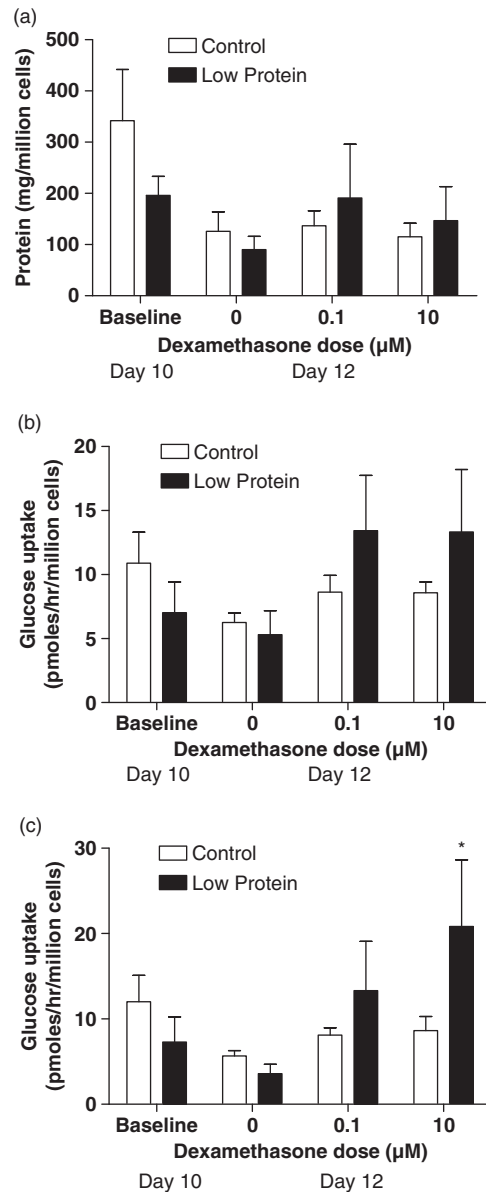 (a)
500
400
300
200
100
0
Protein (mg/million cells)
Control
Low Protein
Baseline 0 0.1 10
Dexamethasone dose (µM)
Day 10 Day 12
(b)
20
15
10
5
0
Glucose uptake
(pmoles/hr/million cells)
Control
Low Protein
Baseline 0 0.1 10
Dexamethasone dose (µM)
Day 10 Day 12
(c)
30
20
10
0
Glucose uptake
(pmoles/hr/million cells)
Control
Low Protein
*
Baseline 0 0.1 10
Dexamethasone dose (µM)
Day 10 Day 12